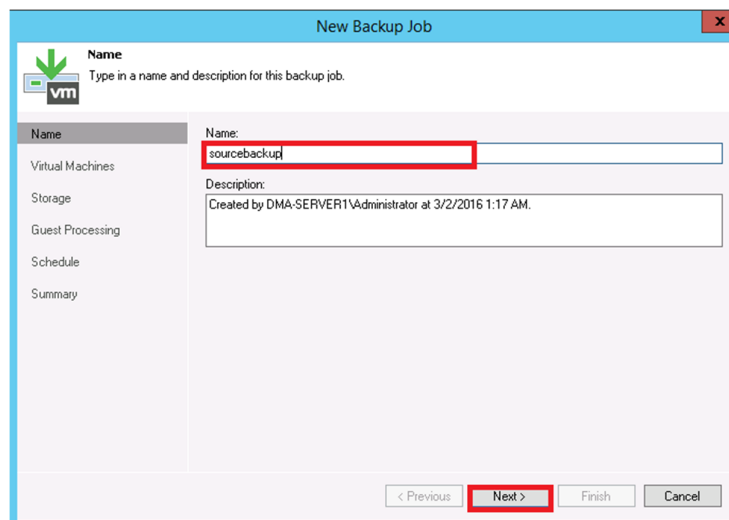 New Backup Job
x
Name
Type in a name and description for this backup job.
vm
Name
Virtual Machines
Storage
Guest Processing
Schedule
Summary
Name:
sourcebackup
Description:
Created by DMA-SERVER1\Administrator at 3/2/2016 1:17 AM.
< Previous
Next >
Finish
Cancel